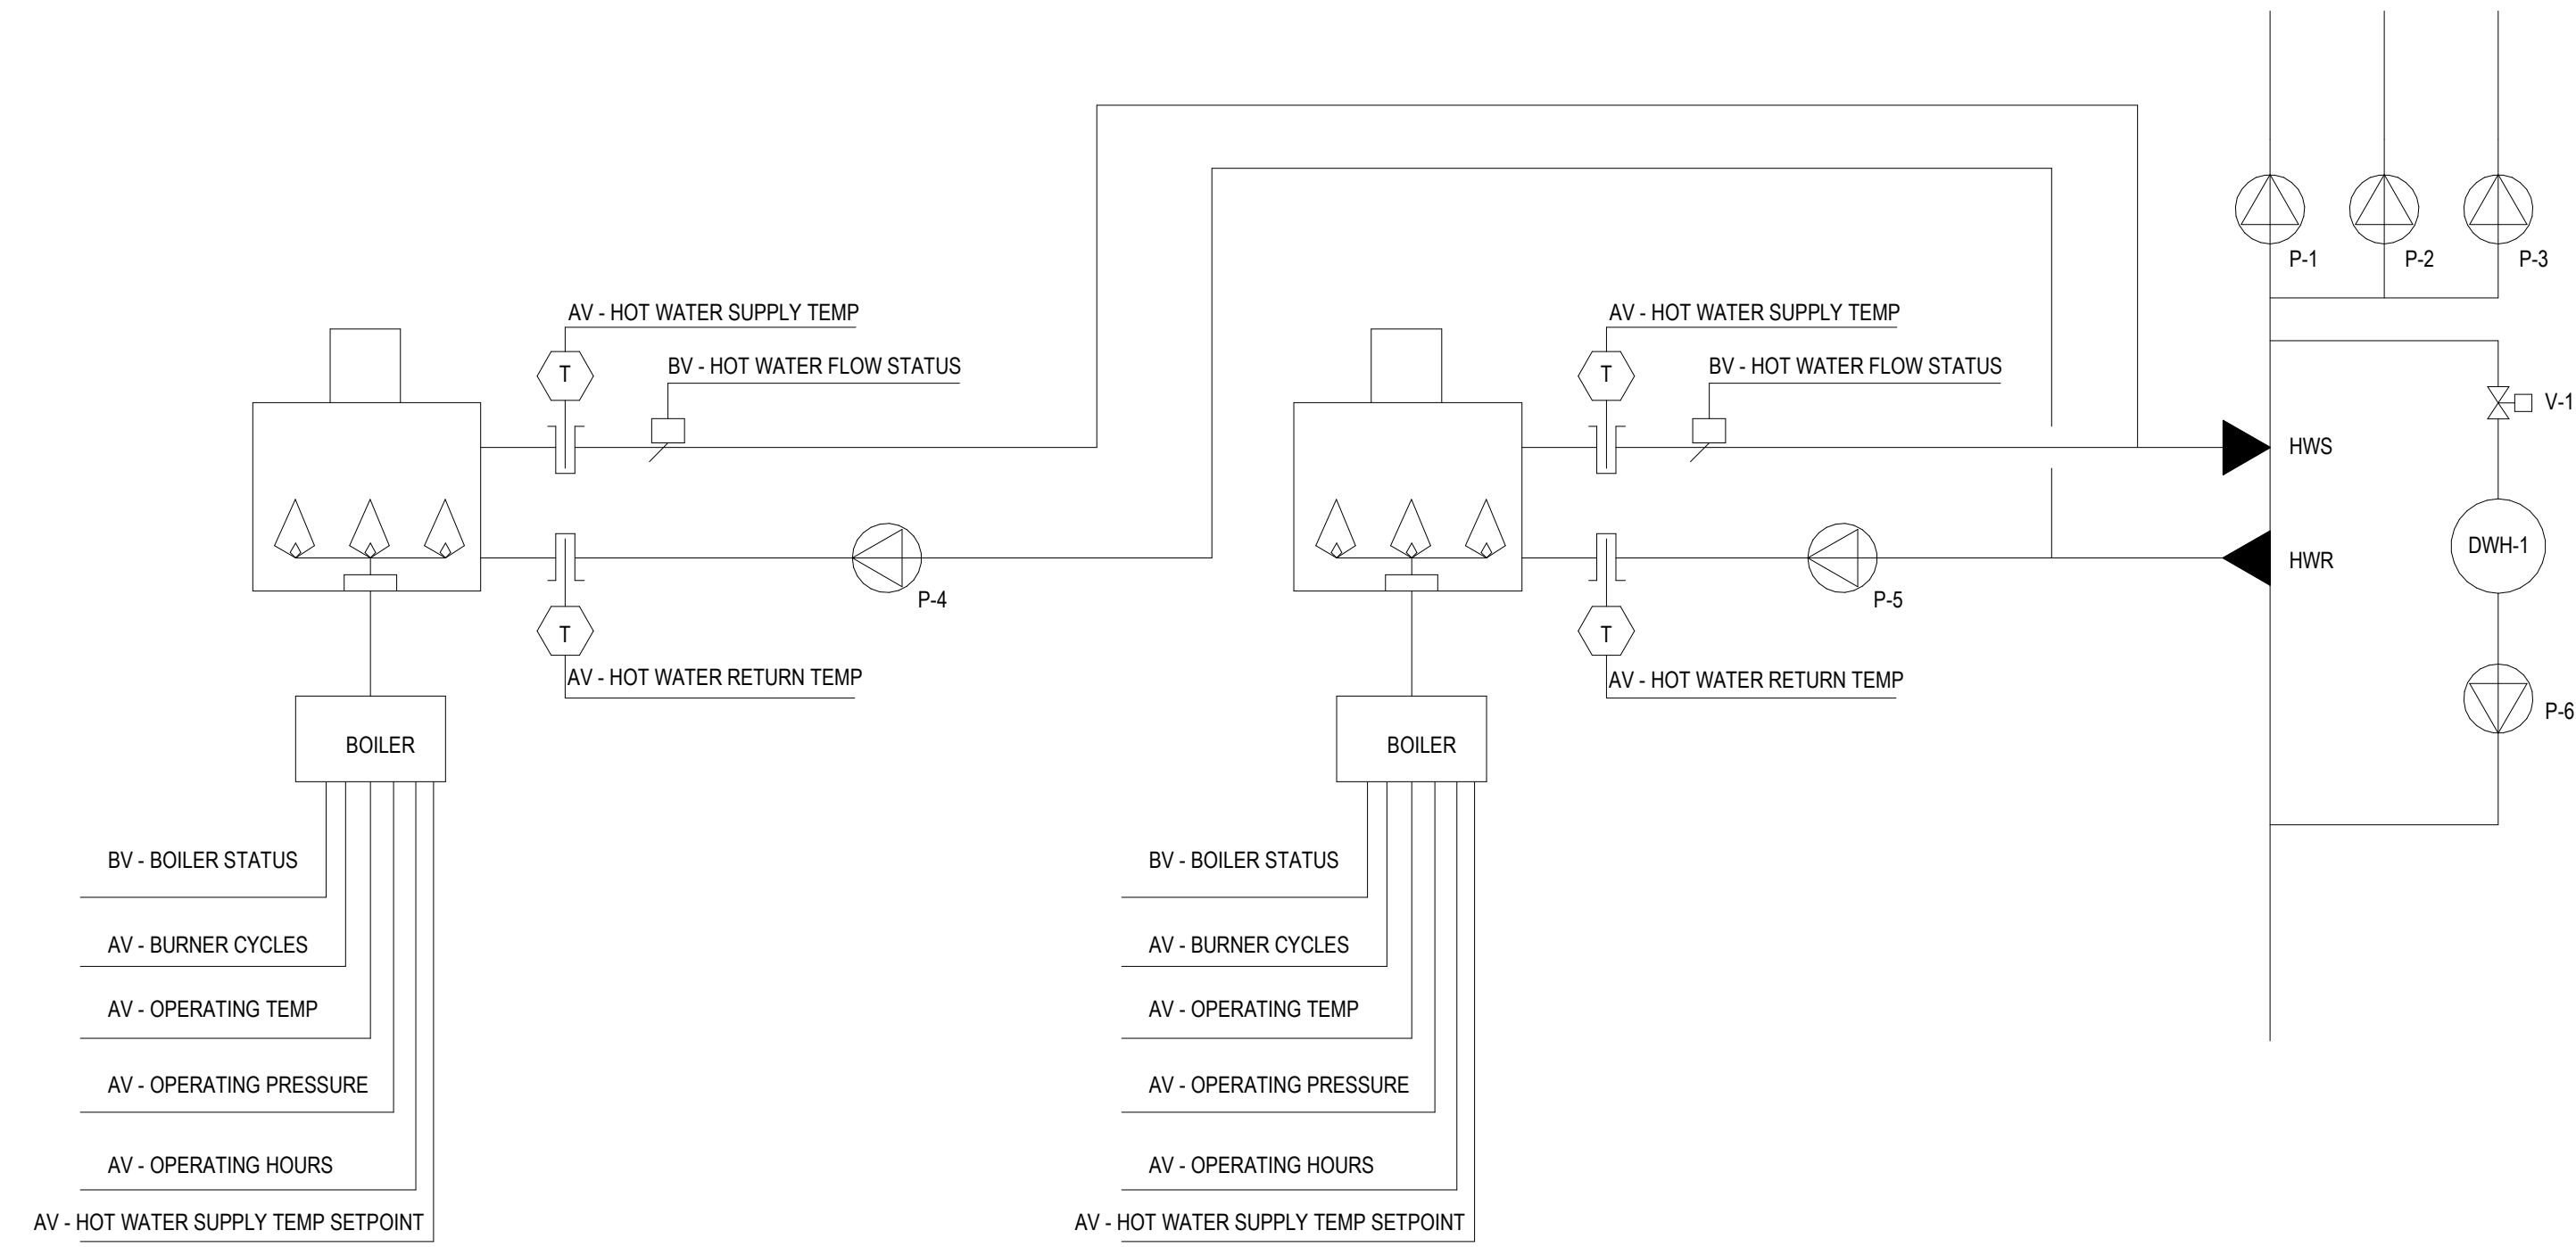 P-1
P-2
P-3
AV - HOT WATER SUPPLY TEMP
AV - HOT WATER SUPPLY TEMP
BV - HOT WATER FLOW STATUS
BV - HOT WATER FLOW STATUS
T
T
V-1
HWS
DWH-1
HWR
P-4
P-5
T
T
AV - HOT WATER RETURN TEMP
AV - HOT WATER RETURN TEMP
P-6
BOILER
BOILER
BV - BOILER STATUS
BV - BOILER STATUS
AV - BURNER CYCLES
AV - BURNER CYCLES
AV - OPERATING TEMP
AV - OPERATING TEMP
AV - OPERATING PRESSURE
AV - OPERATING PRESSURE
AV - OPERATING HOURS
AV - OPERATING HOURS
AV - HOT WATER SUPPLY TEMP SETPOINT
AV - HOT WATER SUPPLY TEMP SETPOINT